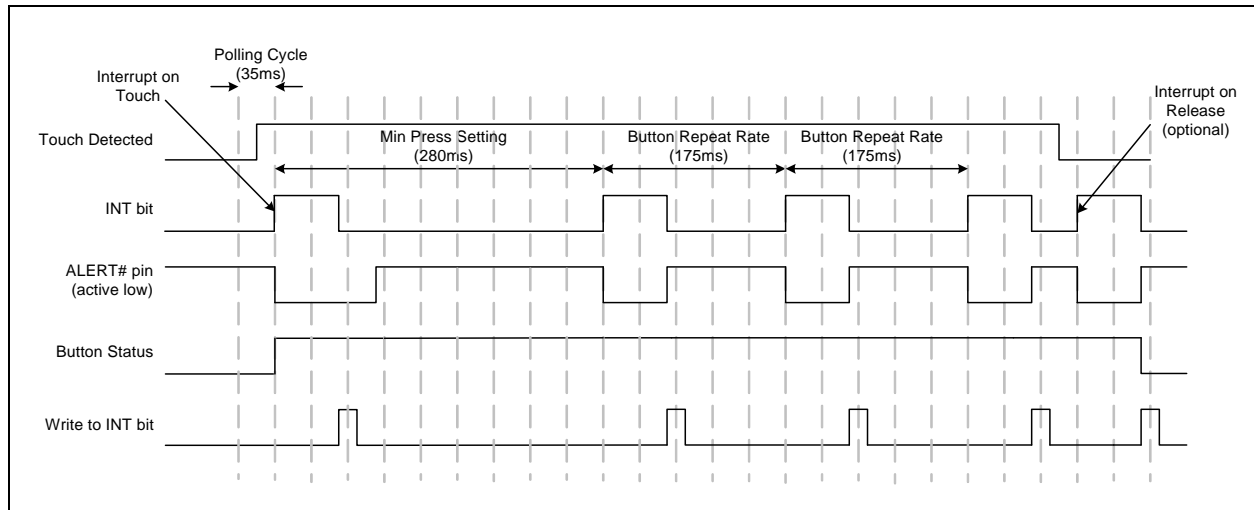 Polling Cycle
(35ms)
Interrupt on
Touch
Interrupt on
Release
(optional)
Touch Detected
Min Press Setting
(280ms)
Button Repeat Rate
(175ms)
Button Repeat Rate
(175ms)
INT bit
ALERT# pin
(active low)
Button Status
Write to INT bit